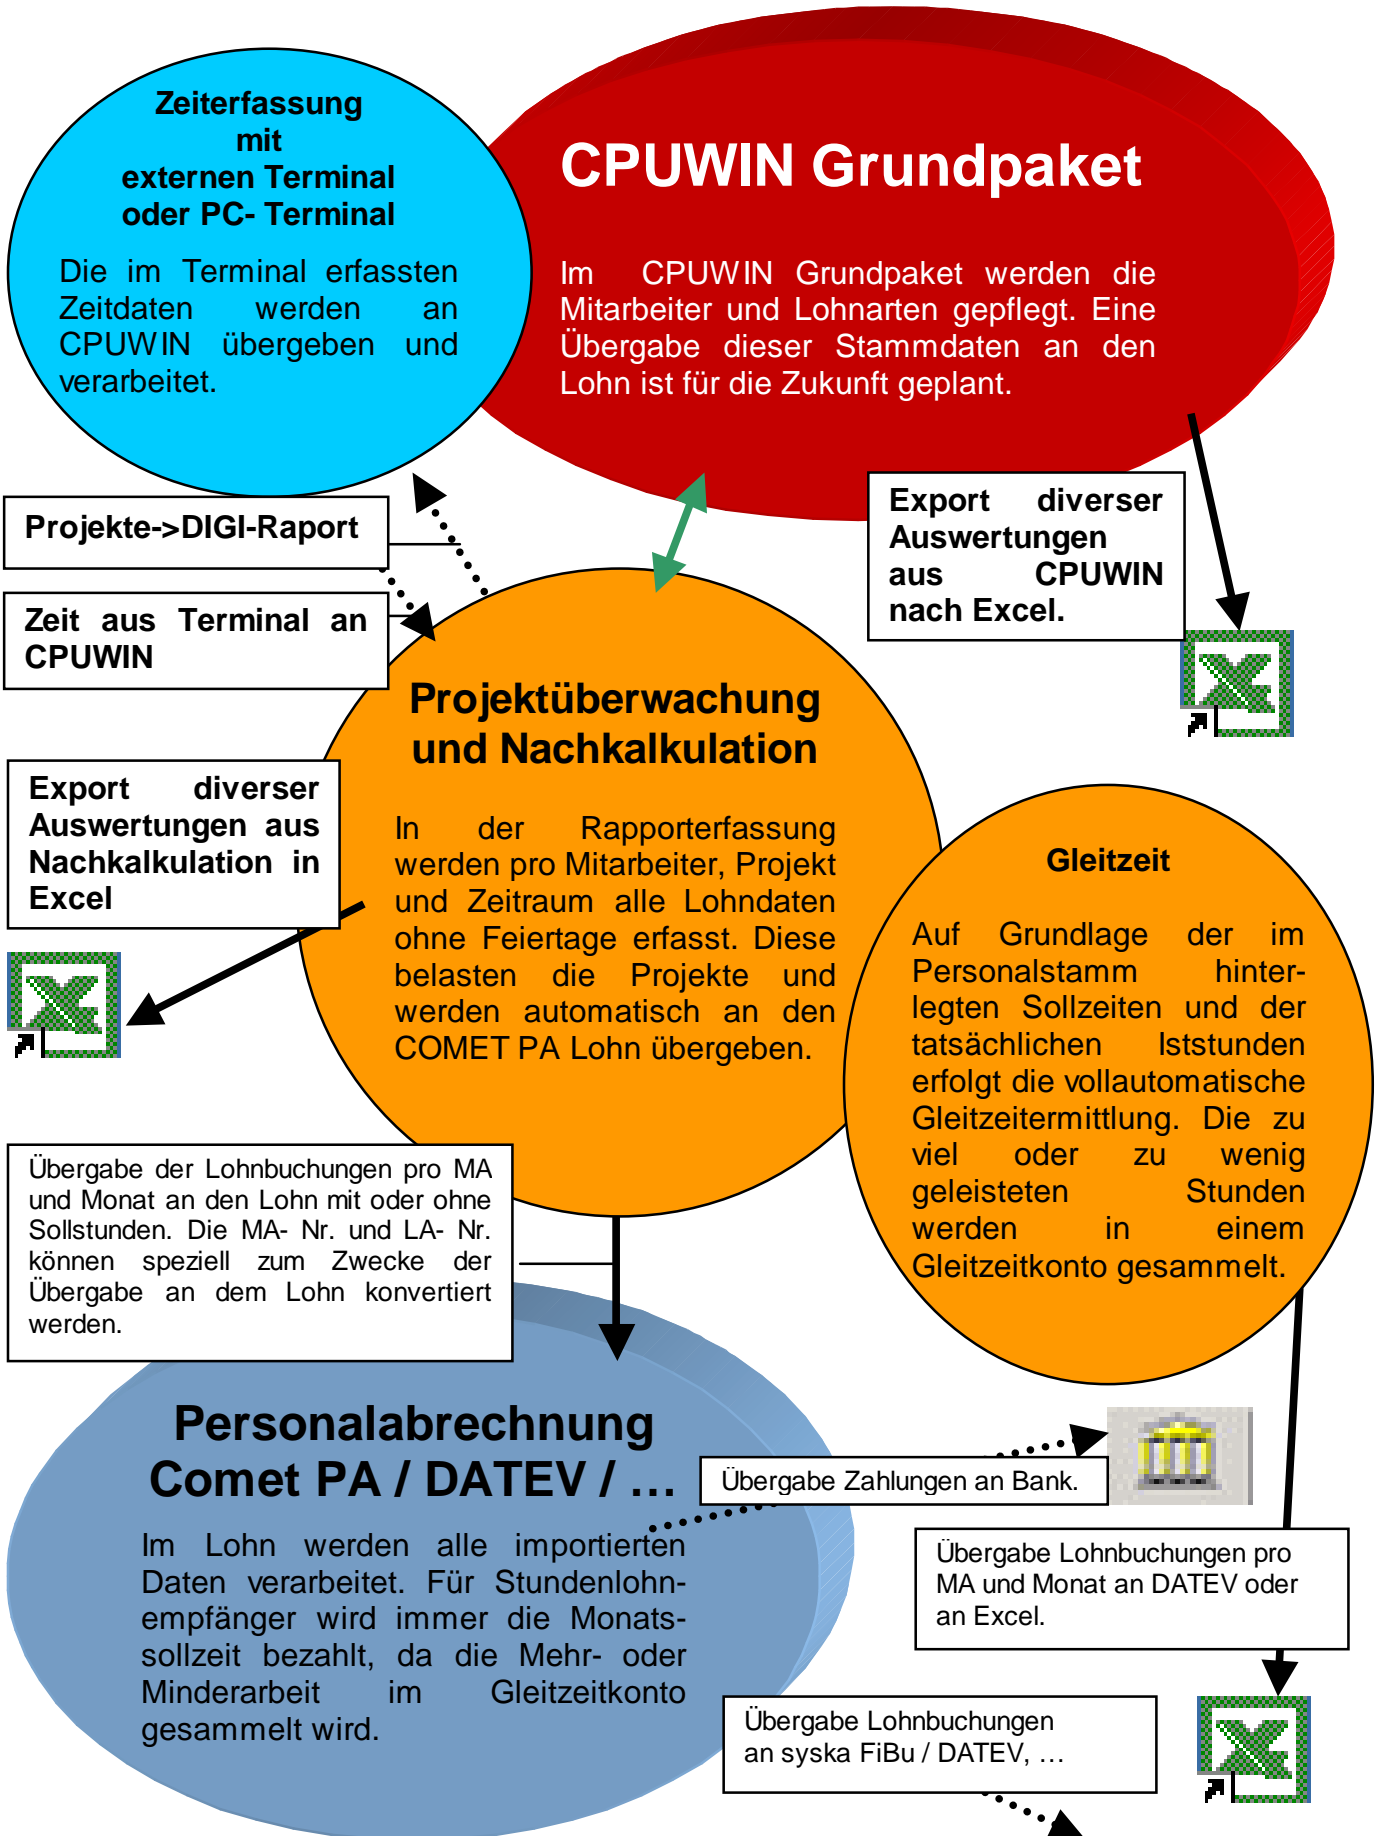 Zeiterfassung
mit
externen Terminal
oder PC- Terminal
Die im Terminal erfassten
Zeitdaten werden an
CPUWIN übergeben und
verarbeitet.
CPUWIN Grundpaket
Im CPUWIN Grundpaket werden die
Mitarbeiter und Lohnarten gepflegt. Eine
Übergabe dieser Stammdaten an den
Lohn ist für die Zukunft geplant.
Projekte->DIGI-Raport
Zeit aus Terminal an
CPUWIN
Export diverser
Auswertungen
aus CPUWIN
nach Excel.
Projektüberwachung
und Nachkalkulation
In der Rapporterfassung
werden pro Mitarbeiter, Projekt
und Zeitraum alle Lohndaten
ohne Feiertage erfasst. Diese
belasten die Projekte und
werden automatisch an den
COMET PA Lohn übergeben.
Export diverser
Auswertungen aus
Nachkalkulation in
Excel
Gleitzeit
Auf Grundlage der im
Personalstamm hinter-
legten Sollzeiten und der
tatsächlichen Iststunden
erfolgt die vollautomatische
Gleitzeitermittlung. Die zu
viel oder zu wenig
geleisteten Stunden
werden in einem
Gleitzeitkonto gesammelt.
Übergabe der Lohnbuchungen pro MA
und Monat an den Lohn mit oder ohne
Sollstunden. Die MA- Nr. und LA- Nr.
können speziell zum Zwecke der
Übergabe an dem Lohn konvertiert
werden.
Personalabrechnung
Comet PA / DATEV / …
Im Lohn werden alle importierten
Daten verarbeitet. Für Stundenlohn-
empfänger wird immer die Monats-
sollzeit bezahlt, da die Mehr- oder
Minderarbeit im Gleitzeitkonto
gesammelt wird.
Übergabe Zahlungen an Bank.
Übergabe Lohnbuchungen pro
MA und Monat an DATEV oder
an Excel.
Übergabe Lohnbuchungen
an syska FiBu / DATEV, …